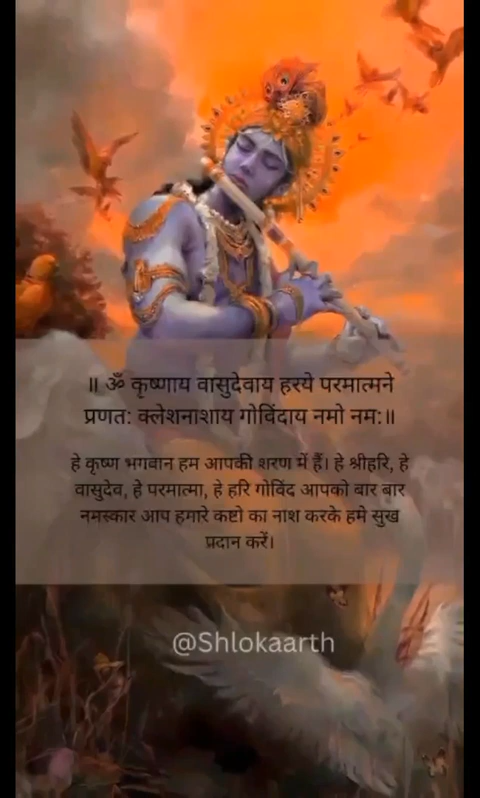 ॥ ॐ कृष्णाय वासुदेवाय हरये परमात्मने
प्रणत: क्लेशनाशाय गोविंदाय नमो नम:॥
हे कृष्ण भगवान हम आपकी शरण में हैं। हे श्रीहरि, हे
वासुदेव, हे परमात्मा, हे हरि गोविंद आपको बार बार
नमस्कार आप हमारे कष्टो का नाश करके हमे सुख
प्रदान करें।
@Shlokaarth